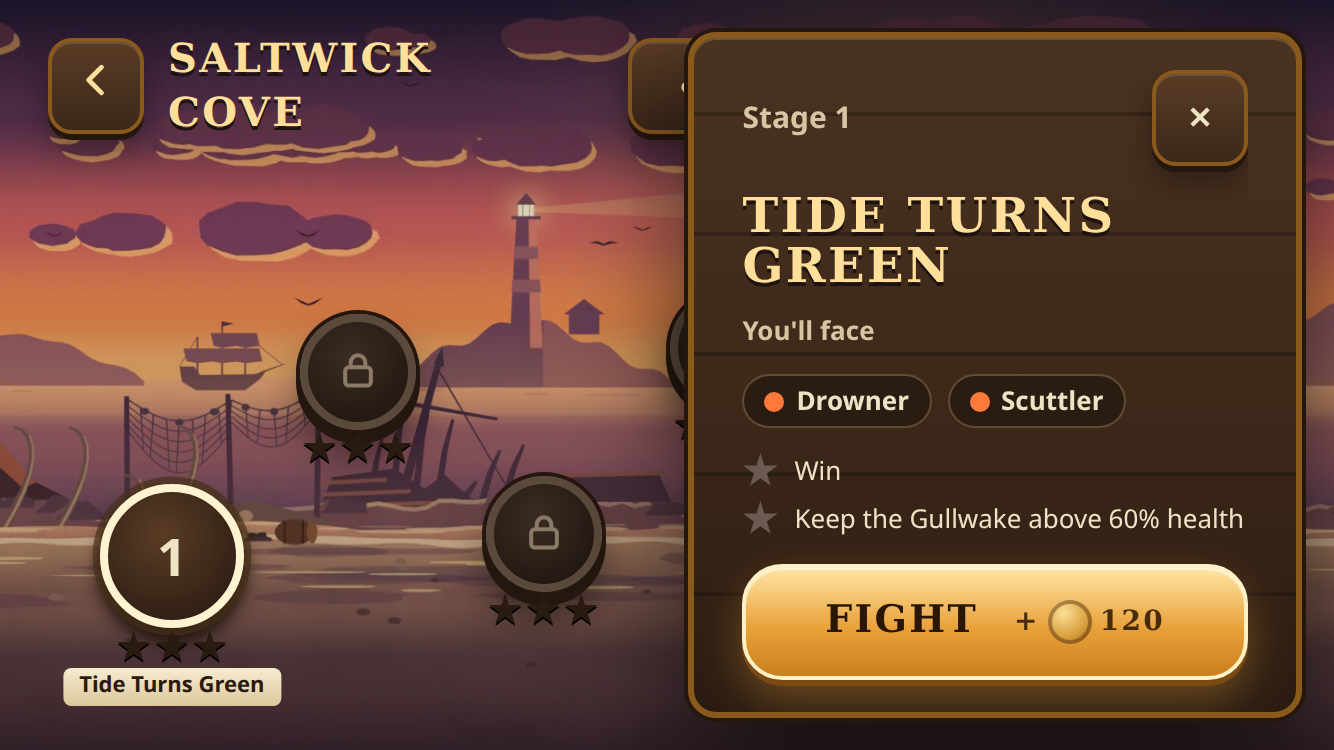 SALTWICK
COVE
Stage 1
TIDE TURNS
GREEN
You'll face
Drowner
Scuttler
Win
Keep the Gullwake above 60% health
FIGHT + 120
1
Tide Turns Green